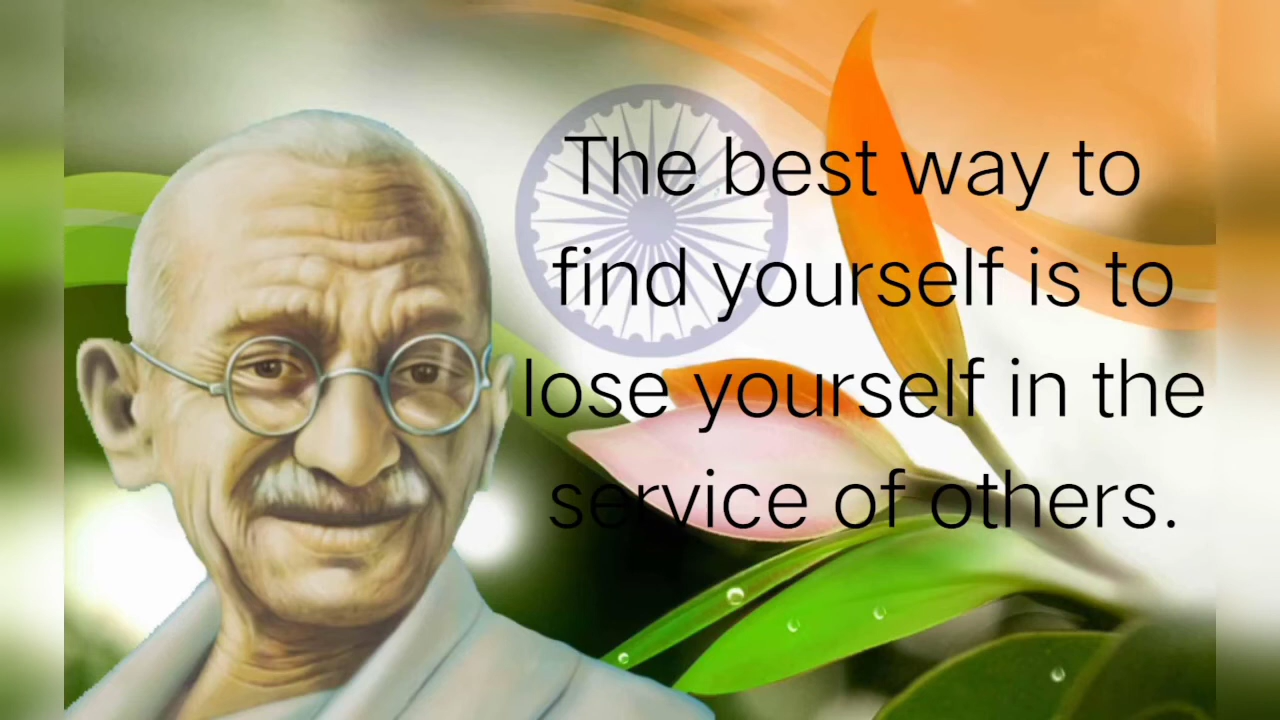 The best way to
find yourself is to
lose yourself in the
service of others.